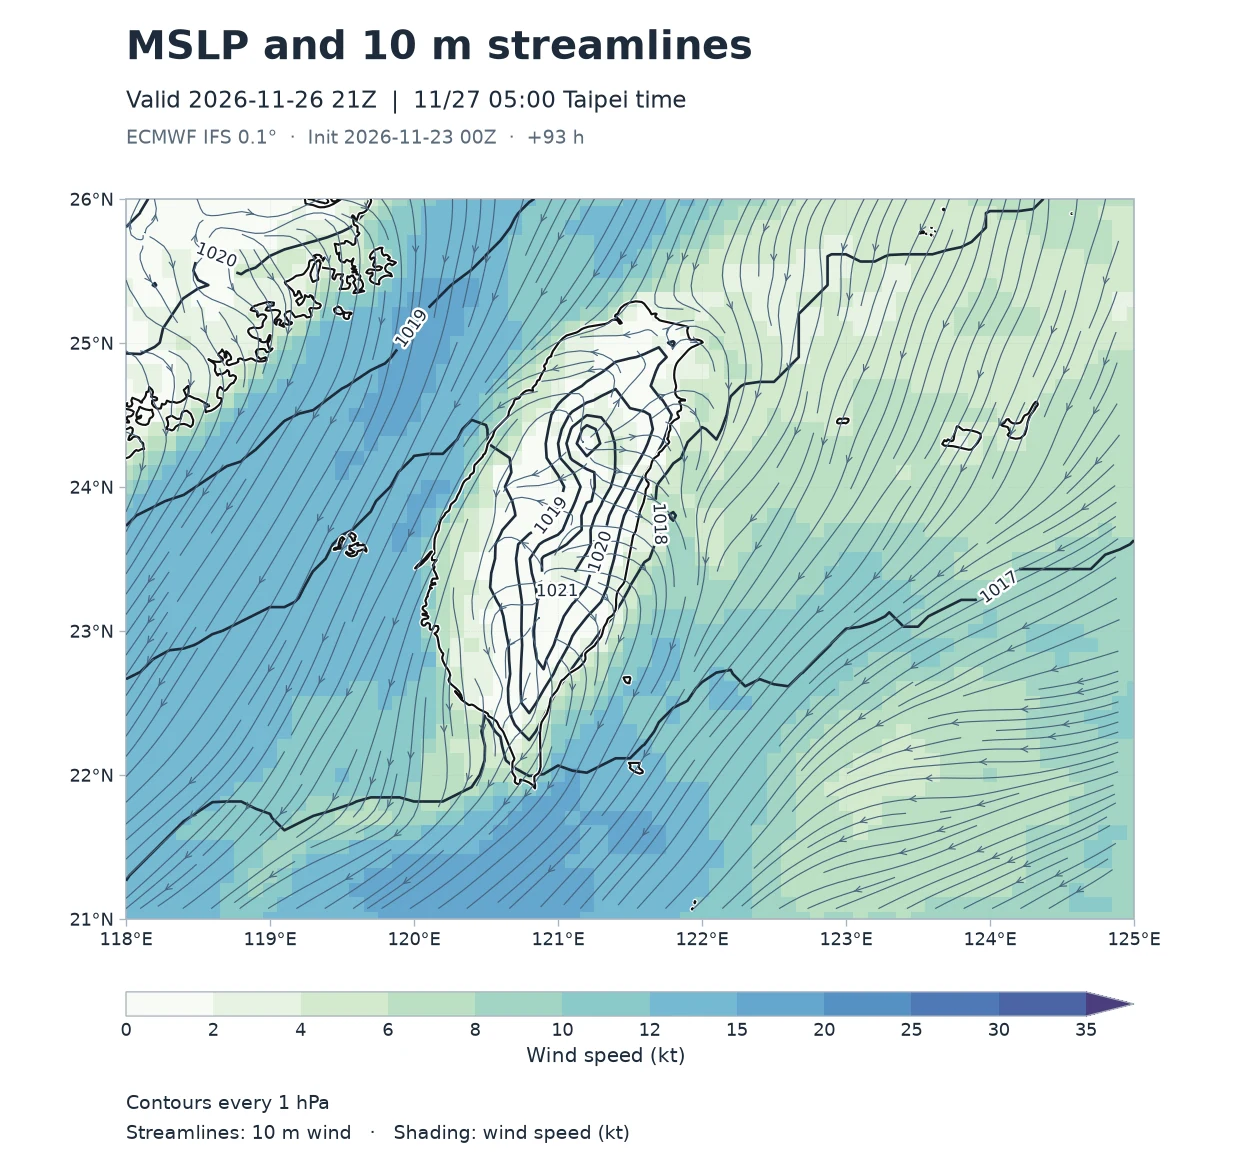 MSLP and 10 m streamlines
Valid 2026-11-26 21Z | 11/27 05:00 Taipei time
ECMWF IFS 0.1° · Init 2026-11-23 00Z · +93 h
26°N
25°N
24°N
23°N
22°N
21°N
1020
1019
1019
1018
1020
1021
1017
118°E 119°E 120°E 121°E 122°E 123°E 124°E 125°E
0 2 4 6 8 10 12 15 20 25 30 35
Wind speed (kt)
Contours every 1 hPa
Streamlines: 10 m wind · Shading: wind speed (kt)